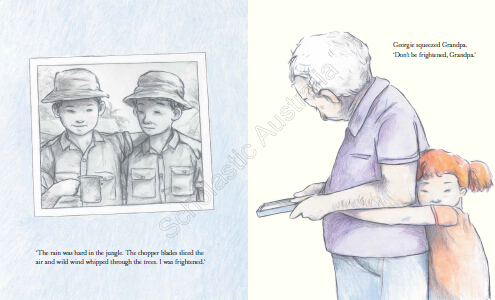 'The rain was hard in the jungle. The chopper blades sliced the
air and wild wind whipped through the trees. I was frightened.'
Georgie squeezed Grandpa.
'Don't be frightened, Grandpa.'
Scholastic Australia